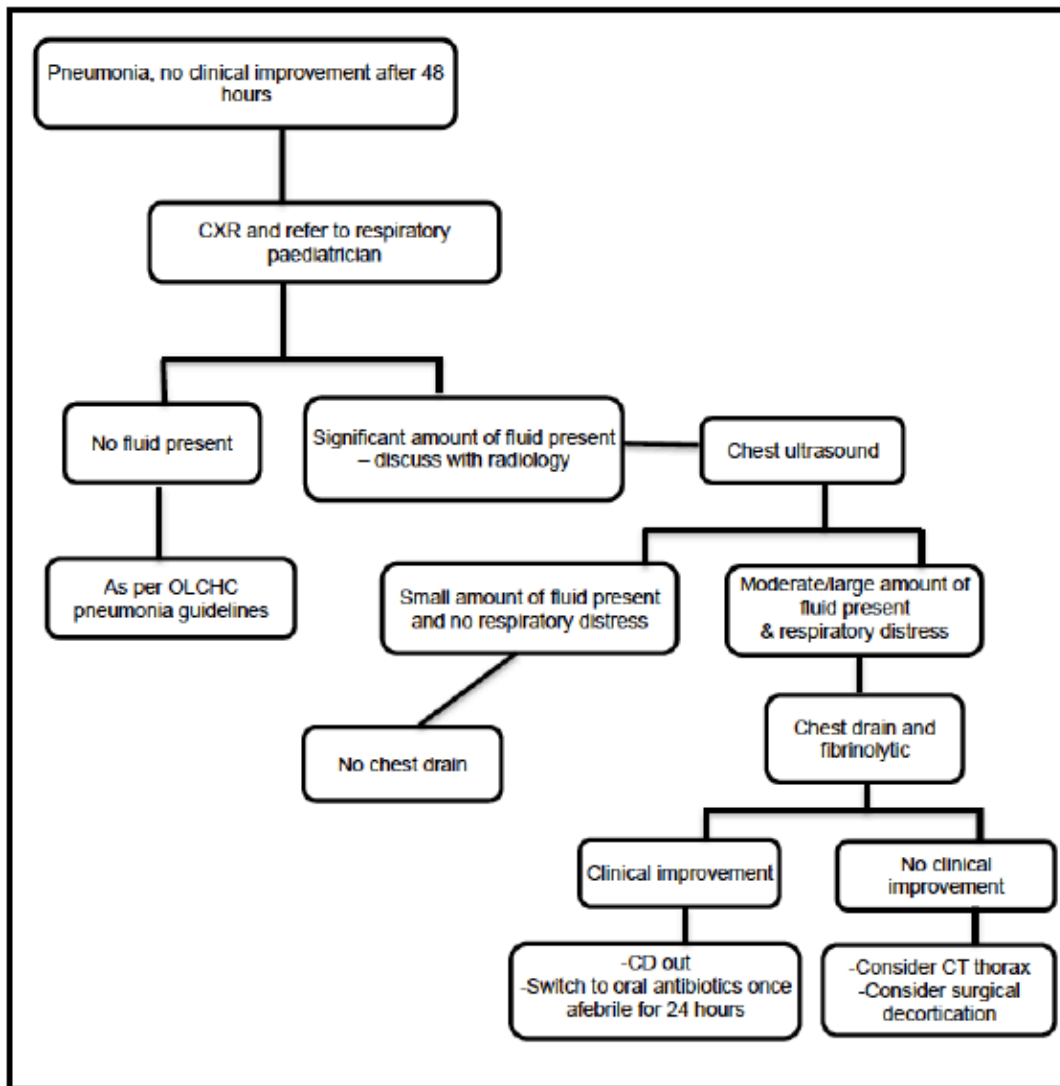 Pneumonia, no clinical improvement after 48
hours
CXR and refer to respiratory
paediatrician
No fluid present
Significant amount of fluid present
– discuss with radiology
Chest ultrasound
As per OLCHC
pneumonia guidelines
Small amount of fluid present
and no respiratory distress
Moderate/large amount of
fluid present
& respiratory distress
No chest drain
Chest drain and
fibrinolytic
Clinical improvement
No clinical
improvement
-CD out
-Switch to oral antibiotics once
afebrile for 24 hours
-Consider CT thorax
-Consider surgical
decortication